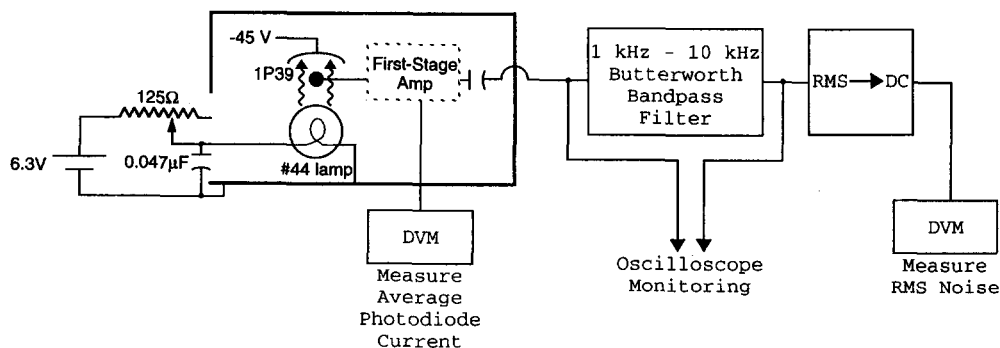 -45 V
1P39
First-Stage
Amp
1 kHz - 10 kHz
Butterworth
Bandpass
Filter
RMS
DC
125Ω
6.3V
0.047μF
#44 lamp
DVM
Measure
Average
Photodiode
Current
Oscilloscope
Monitoring
DVM
Measure
RMS Noise